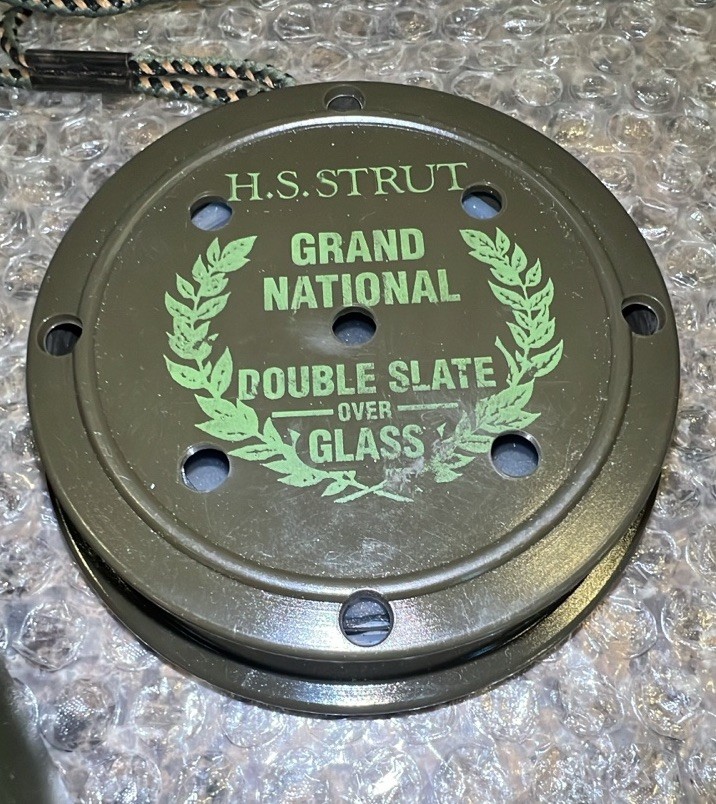 H.S. STRUT
GRAND
NATIONAL
DOUBLE SLATE
OVER
GLASS